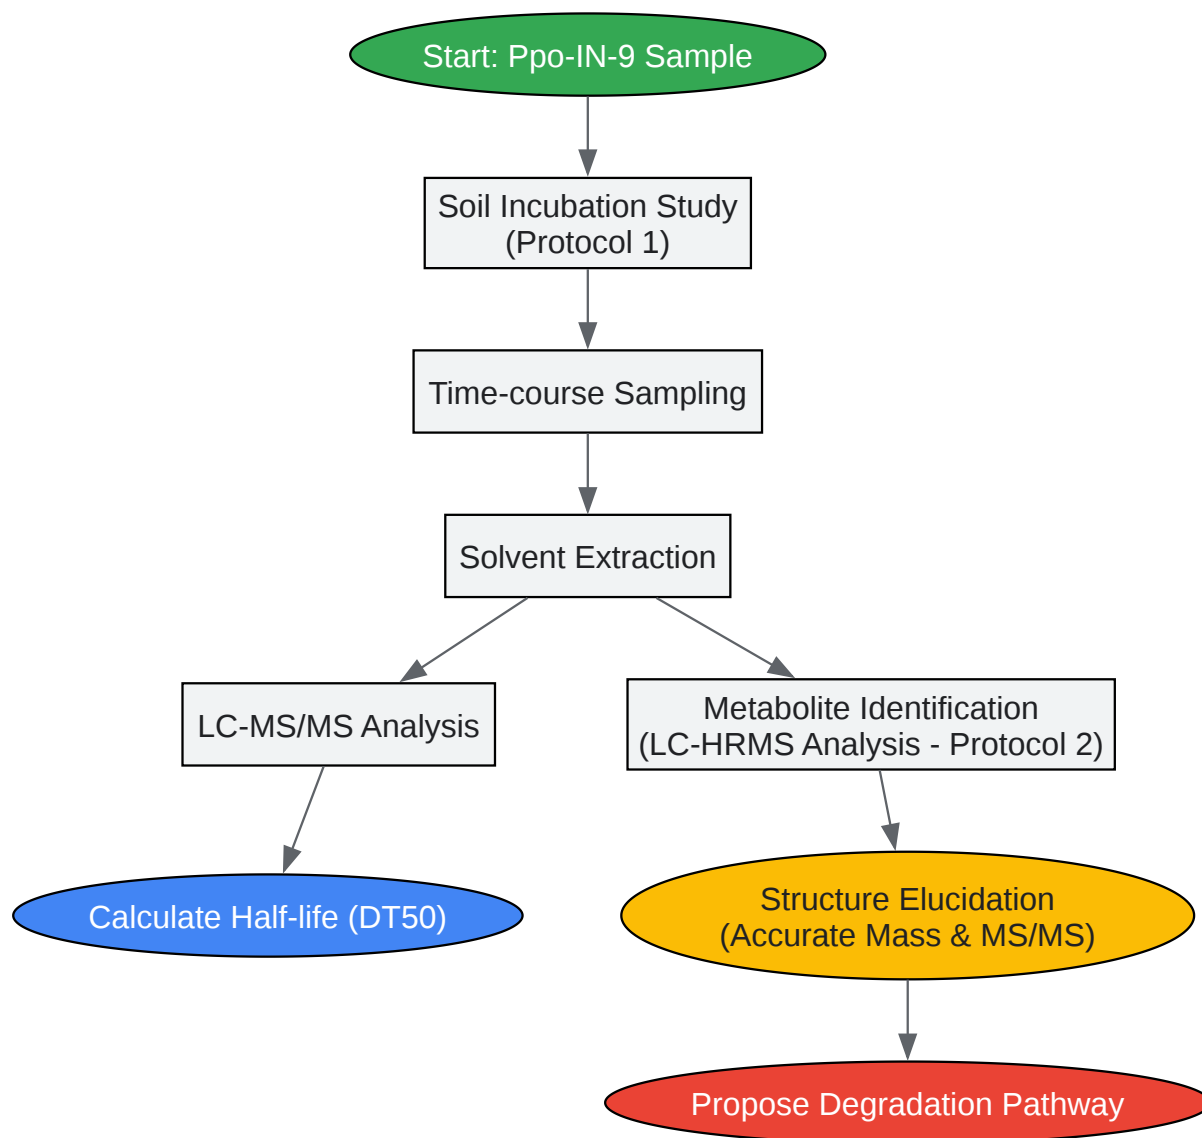 Start: Ppo-IN-9 Sample
Soil Incubation Study
(Protocol 1)
Time-course Sampling
Solvent Extraction
LC-MS/MS Analysis
Metabolite Identification
(LC-HRMS Analysis - Protocol 2)
Calculate Half-life (DT50)
Structure Elucidation
(Accurate Mass & MS/MS)
Propose Degradation Pathway